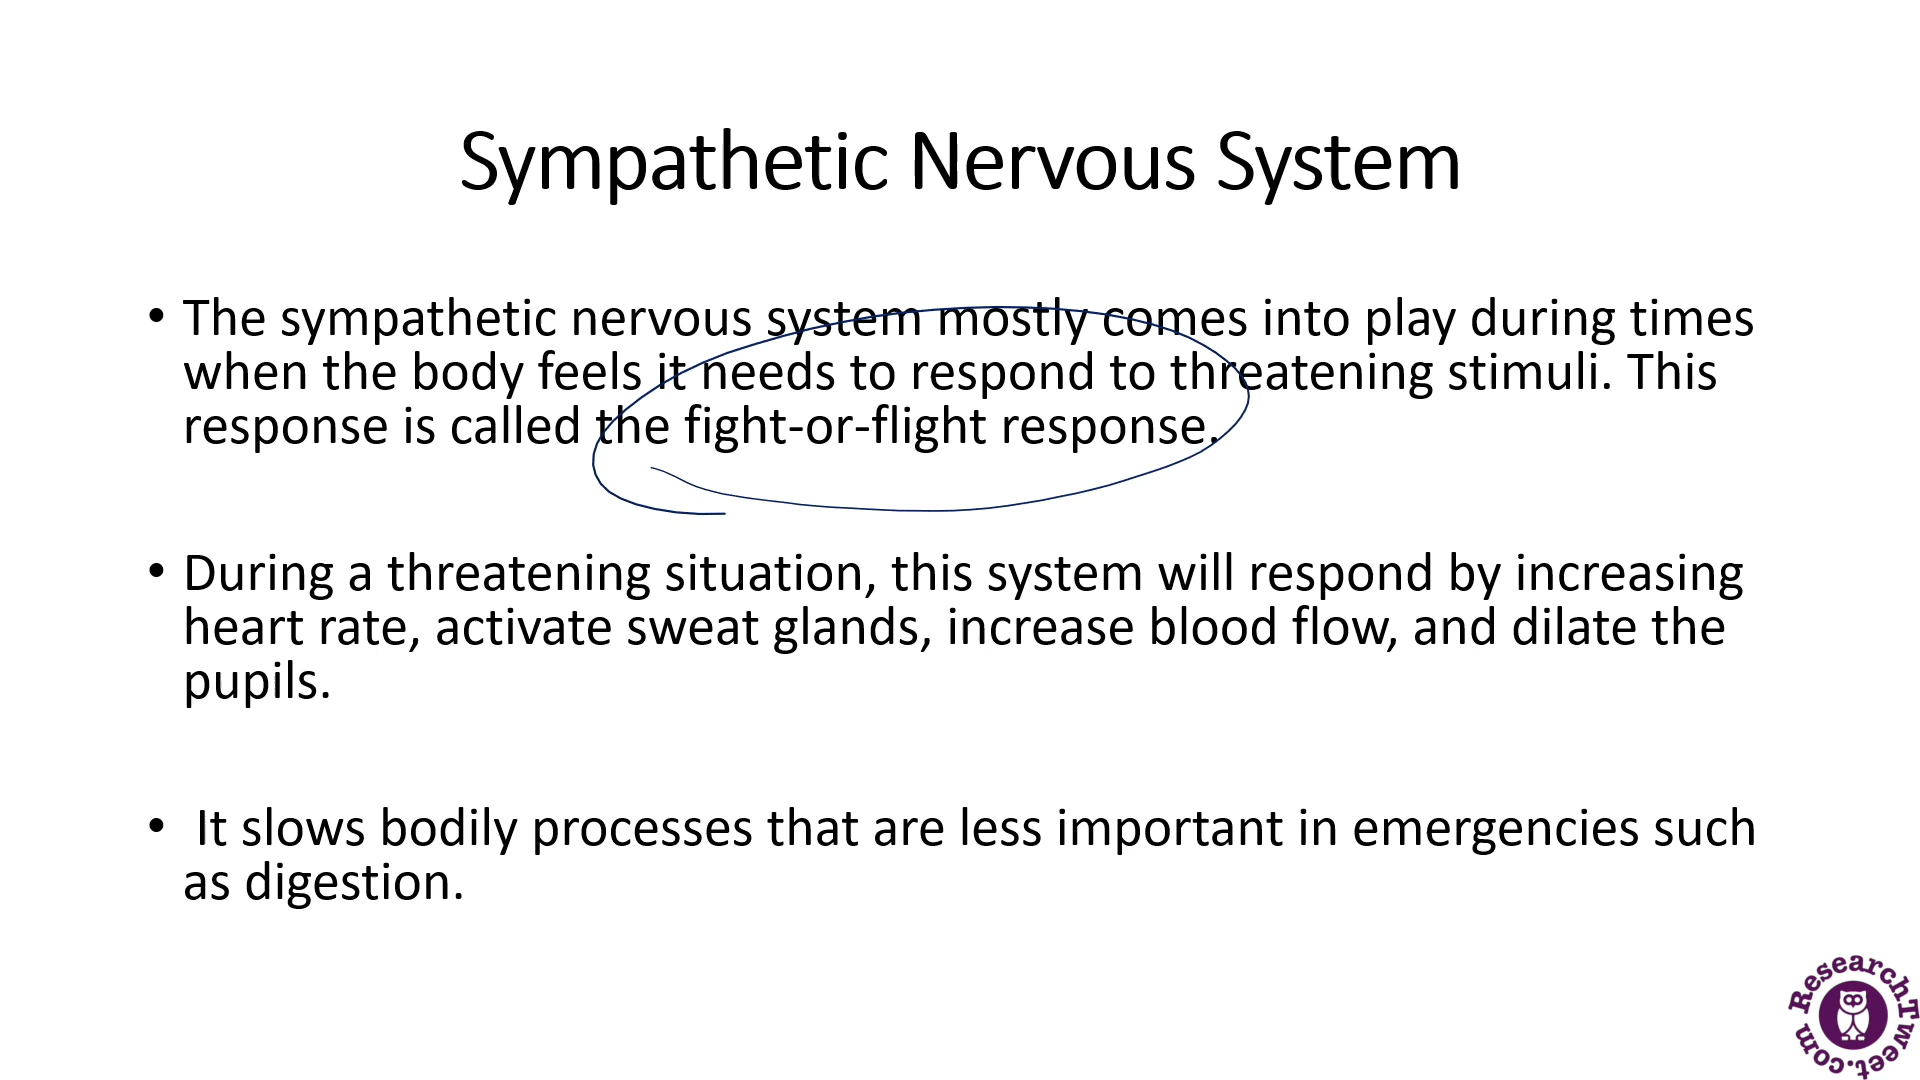 Sympathetic Nervous System
• The sympathetic nervous system mostly comes into play during times
when the body feels it needs to respond to threatening stimuli. This
response is called the fight-or-flight response.
• During a threatening situation, this system will respond by increasing
heart rate, activate sweat glands, increase blood flow, and dilate the
pupils.
• It slows bodily processes that are less important in emergencies such
as digestion.
ResearchTweet.com